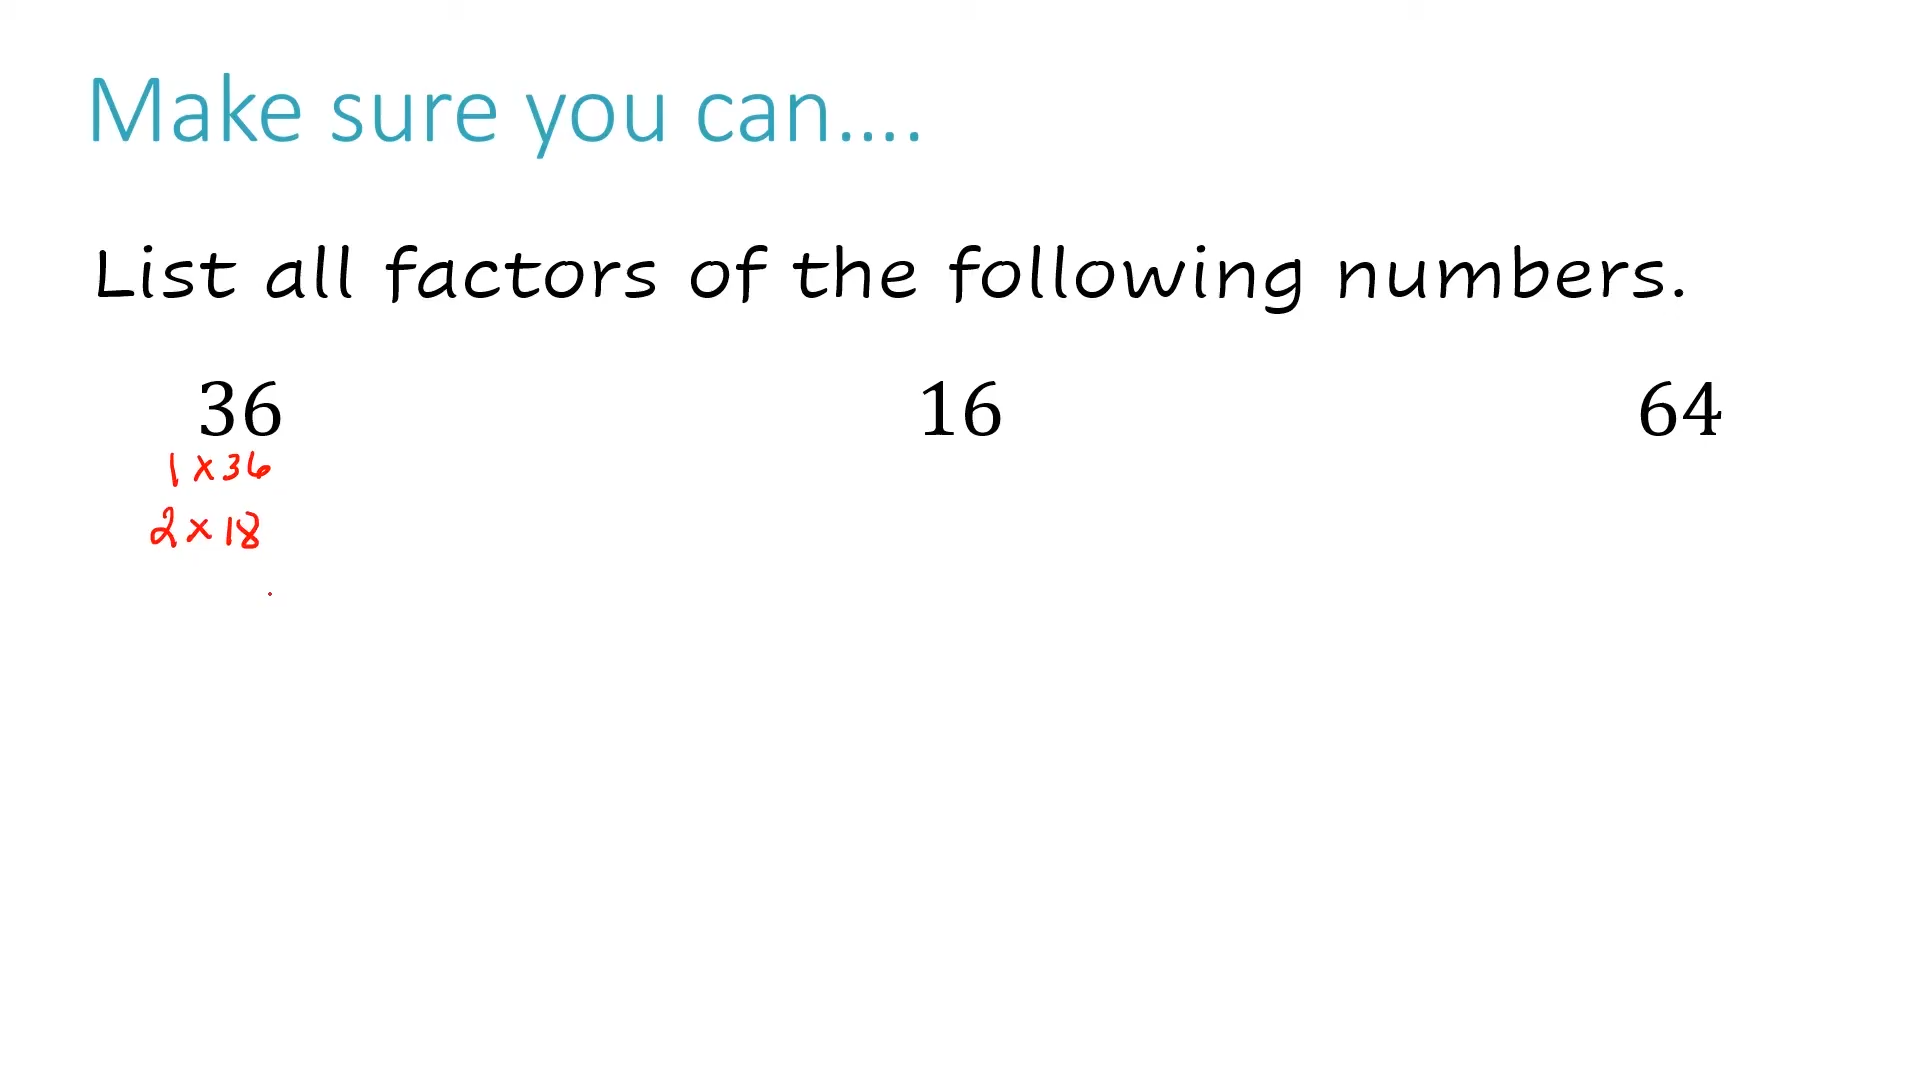 Make sure you can....
List all factors of the following numbers.
36 16 64
1 x 36
2 x 18